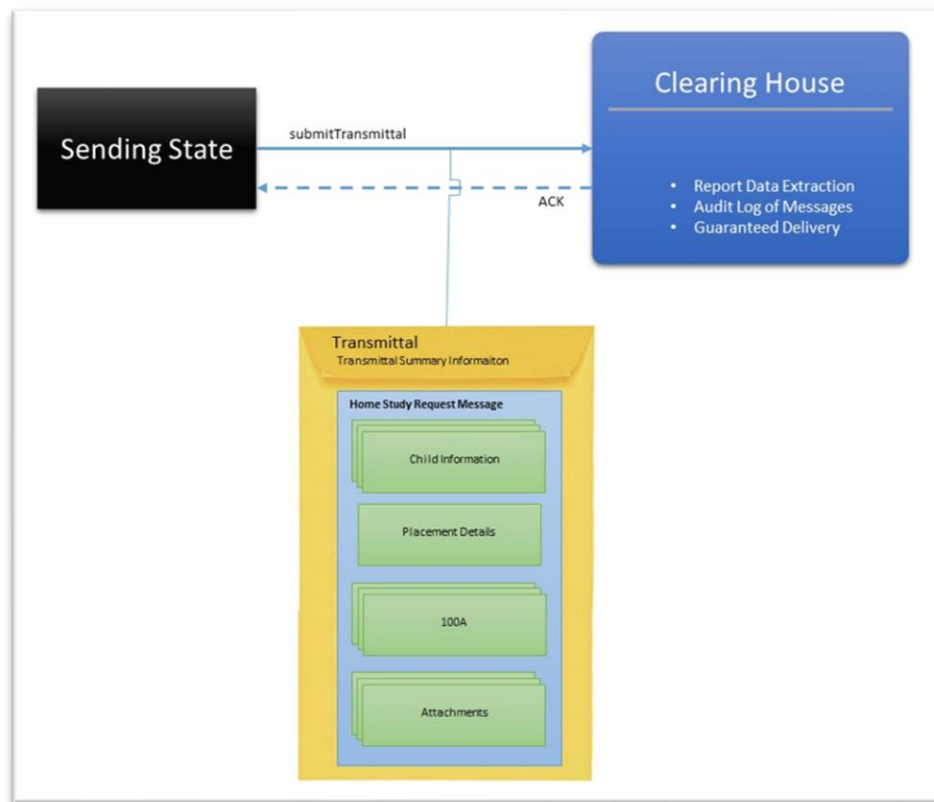 Clearing House
Sending State
submitTransmittal
ACK
• Report Data Extraction
• Audit Log of Messages
• Guaranteed Delivery
Transmittal
Transmittal Summary Informaiton
Home Study Request Message
Child Information
Placement Details
100A
Attachments